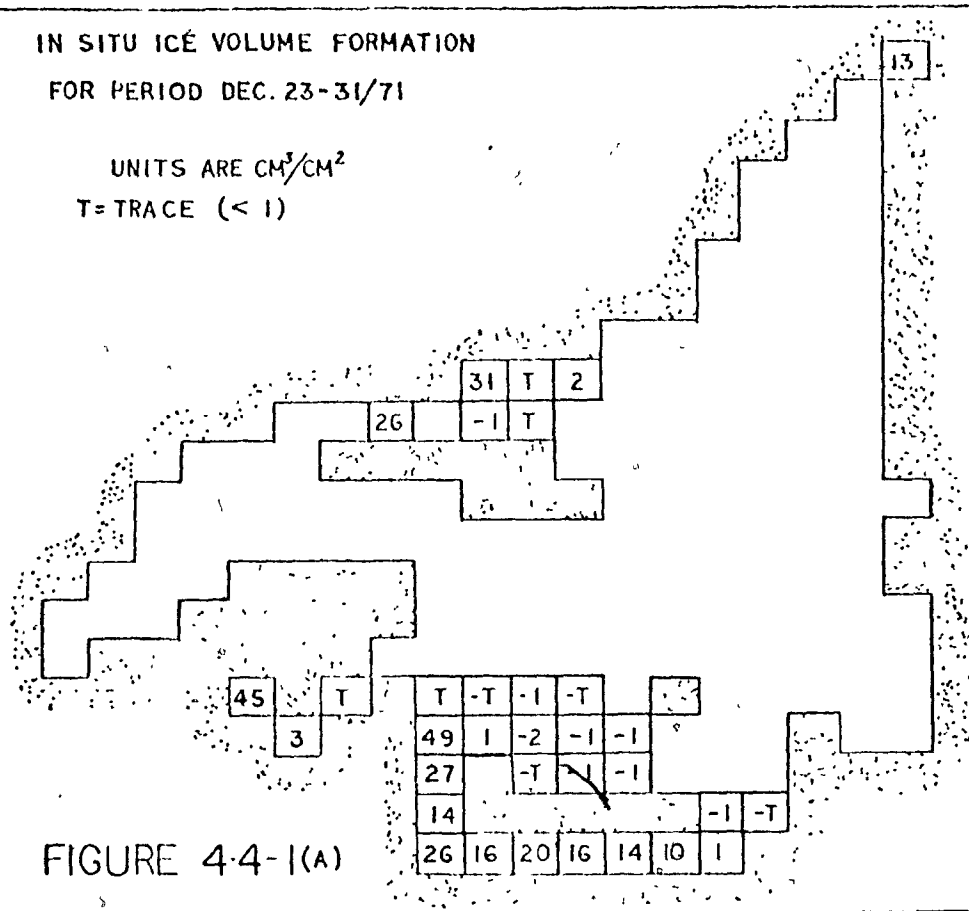 IN SITU ICÉ VOLUME FORMATION
FOR PERIOD DEC. 23-31/71
UNITS ARE CM³/CM²
T= TRACE (< 1)
13
31 T 2
26 -1 T
45 T T -T -1 -T
3 49 1 -2 -1 -1
27 -T -1 -1
14 -1 -T
26 16 20 16 14 10 1
FIGURE 4·4-1(A)